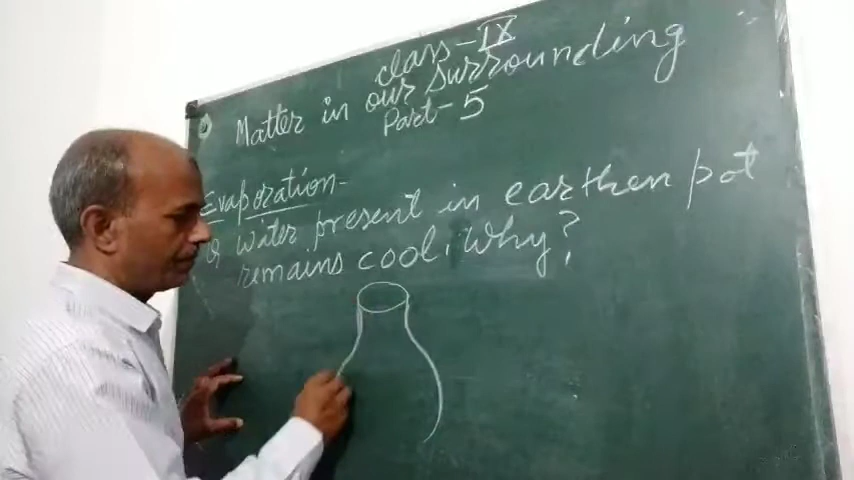 class-IX
Matter in our surrounding
Part-5
Evaporation-
Q water present in earthen pot
remains cool, why?